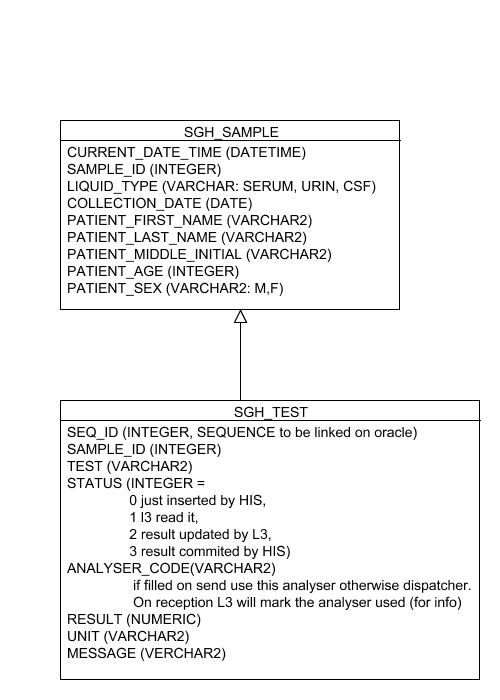 SGH_SAMPLE
CURRENT_DATE_TIME (DATETIME)
SAMPLE_ID (INTEGER)
LIQUID_TYPE (VARCHAR: SERUM, URIN, CSF)
COLLECTION_DATE (DATE)
PATIENT_FIRST_NAME (VARCHAR2)
PATIENT_LAST_NAME (VARCHAR2)
PATIENT_MIDDLE_INITIAL (VARCHAR2)
PATIENT_AGE (INTEGER)
PATIENT_SEX (VARCHAR2: M,F)
SGH_TEST
SEQ_ID (INTEGER, SEQUENCE to be linked on oracle)
SAMPLE_ID (INTEGER)
TEST (VARCHAR2)
STATUS (INTEGER =
0 just inserted by HIS,
1 l3 read it,
2 result updated by L3,
3 result commited by HIS)
ANALYSER_CODE(VARCHAR2)
if filled on send use this analyser otherwise dispatcher.
On reception L3 will mark the analyser used (for info)
RESULT (NUMERIC)
UNIT (VARCHAR2)
MESSAGE (VERCHAR2)